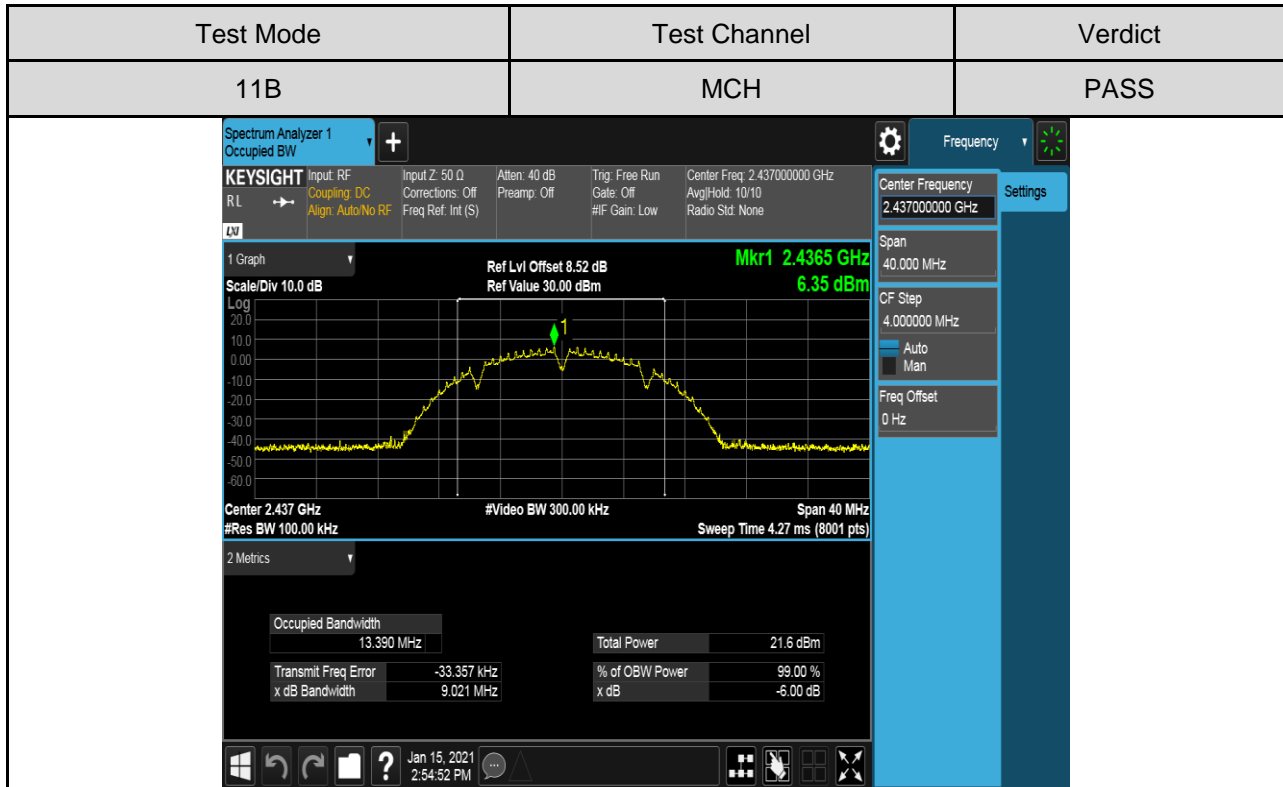 Test Mode Test Channel Verdict
11B MCH PASS
Spectrum Analyzer 1
Occupied BW
+
Frequency
KEYSIGHT Input: RF Input Z: 50 Ω Atten: 40 dB Trig: Free Run Center Freq: 2.437000000 GHz
RL Coupling: DC Corrections: Off Preamp: Off Gate: Off Avg|Hold: 10/10
Align: Auto/No RF Freq Ref: Int (S) #IF Gain: Low Radio Std: None
LXI
Center Frequency
2.437000000 GHz
Settings
Span
40.000 MHz
CF Step
4.000000 MHz
Auto
Man
Freq Offset
0 Hz
1 Graph
Ref Lvl Offset 8.52 dB
Mkr1 2.4365 GHz
Scale/Div 10.0 dB
Ref Value 30.00 dBm
6.35 dBm
Log
20.0
10.0
0.00
-10.0
-20.0
-30.0
-40.0
-50.0
-60.0
1
Center 2.437 GHz #Video BW 300.00 kHz Span 40 MHz
#Res BW 100.00 kHz Sweep Time 4.27 ms (8001 pts)
2 Metrics
Occupied Bandwidth
13.390 MHz
Total Power 21.6 dBm
Transmit Freq Error -33.357 kHz
% of OBW Power 99.00 %
x dB Bandwidth 9.021 MHz
x dB -6.00 dB
?
Jan 15, 2021
2:54:52 PM